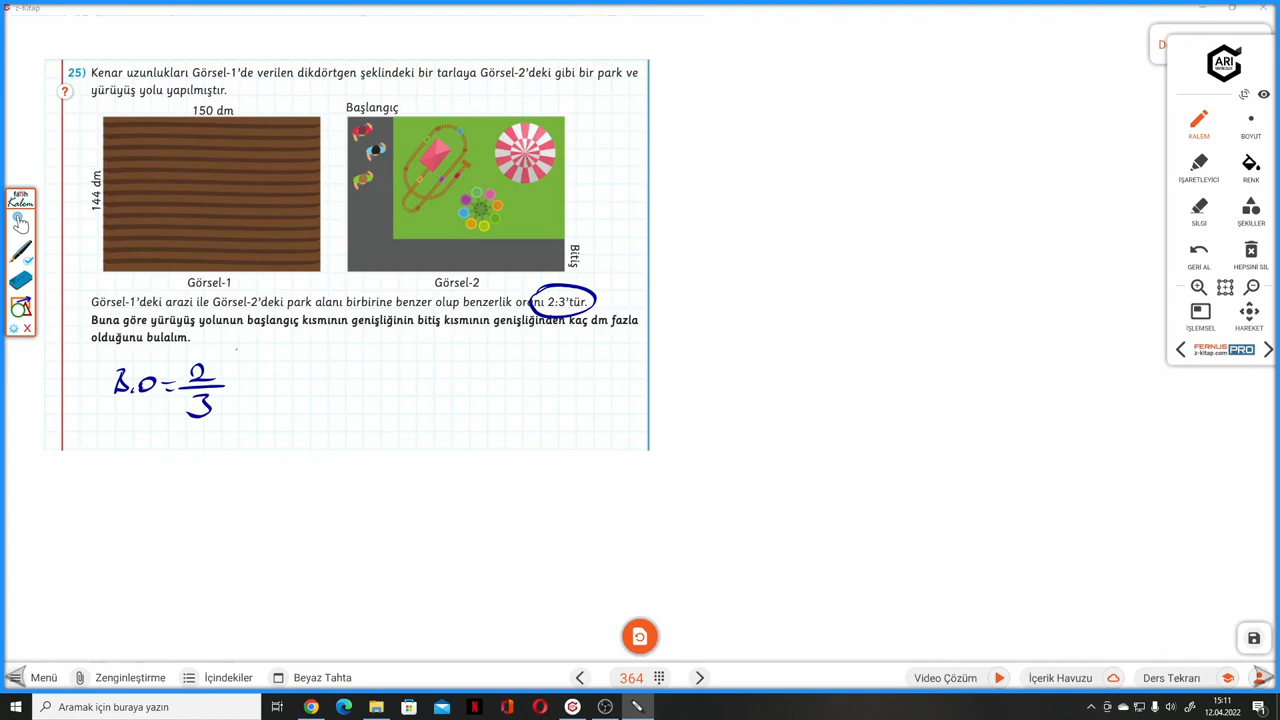 z-Kitap
25) Kenar uzunlukları Görsel-1'de verilen dikdörtgen şeklindeki bir tarlaya Görsel-2'deki gibi bir park ve
yürüyüş yolu yapılmıştır.
150 dm
Başlangıç
144 dm
Bitiş
Görsel-1
Görsel-2
Görsel-1'deki arazi ile Görsel-2'deki park alanı birbirine benzer olup benzerlik oranı 2:3'tür.
Buna göre yürüyüş yolunun başlangıç kısmının genişliğinin bitiş kısmının genişliğinden kaç dm fazla
olduğunu bulalım.
B.O = 2
3
?
fatih
Kalem
ARI
KALEM
BOYUT
İŞARETLEYİCİ
RENK
SİLGİ
ŞEKİLLER
GERİ AL
HEPSİNİ SİL
İŞLEMSEL
HAREKET
FERNUS PRO
z-kitap.com
Menü
Zenginleştirme
İçindekiler
Beyaz Tahta
364
Video Çözüm
İçerik Havuzu
Ders Tekrarı
Aramak için buraya yazın
15:11
12.04.2022